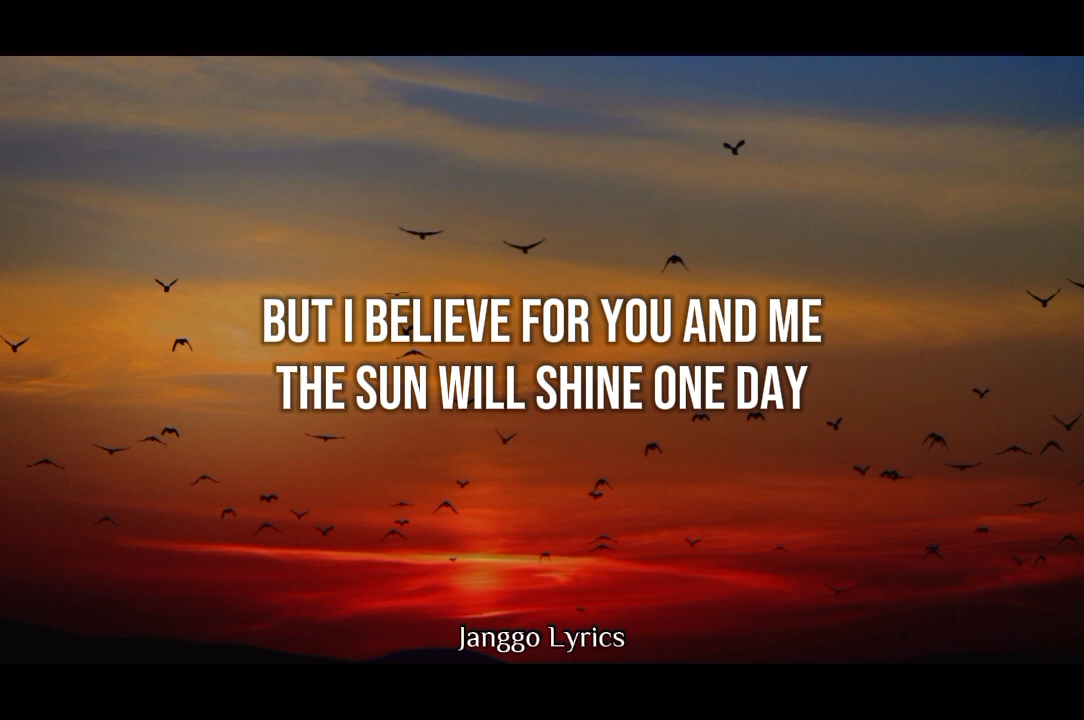 BUT I BELIEVE FOR YOU AND ME
THE SUN WILL SHINE ONE DAY
Janggo Lyrics